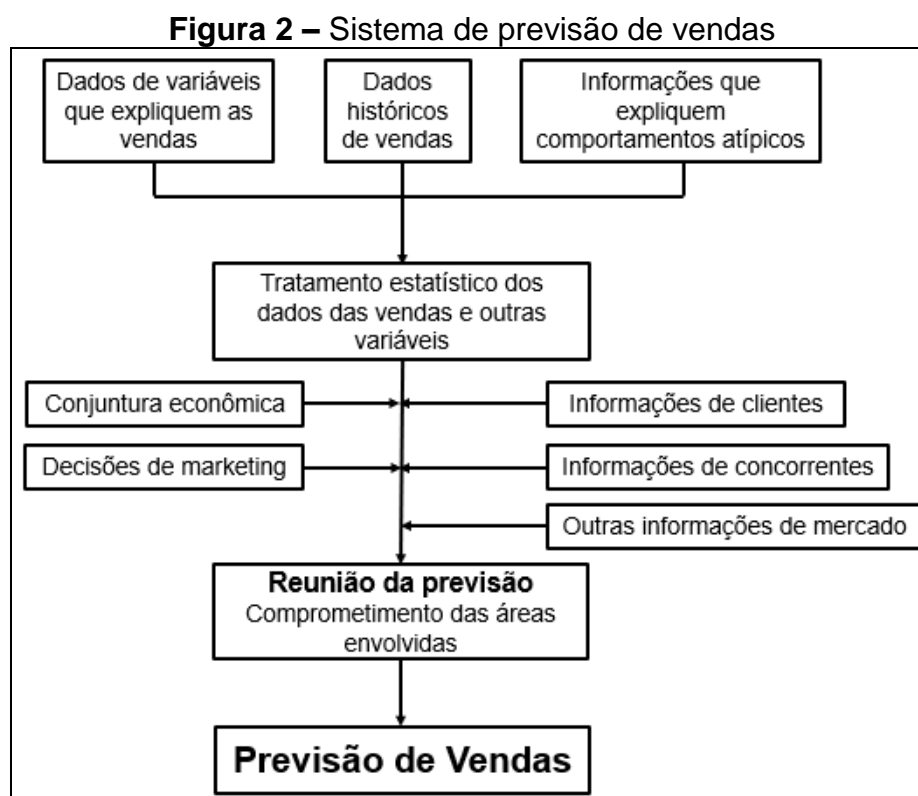 Figura 2 – Sistema de previsão de vendas
Dados de variáveis
que expliquem as
vendas
Dados
históricos
de vendas
Informações que
expliquem
comportamentos atípicos
Tratamento estatístico dos
dados das vendas e outras
variáveis
Conjuntura econômica
Informações de clientes
Decisões de marketing
Informações de concorrentes
Outras informações de mercado
Reunião da previsão
Comprometimento das áreas
envolvidas
Previsão de Vendas